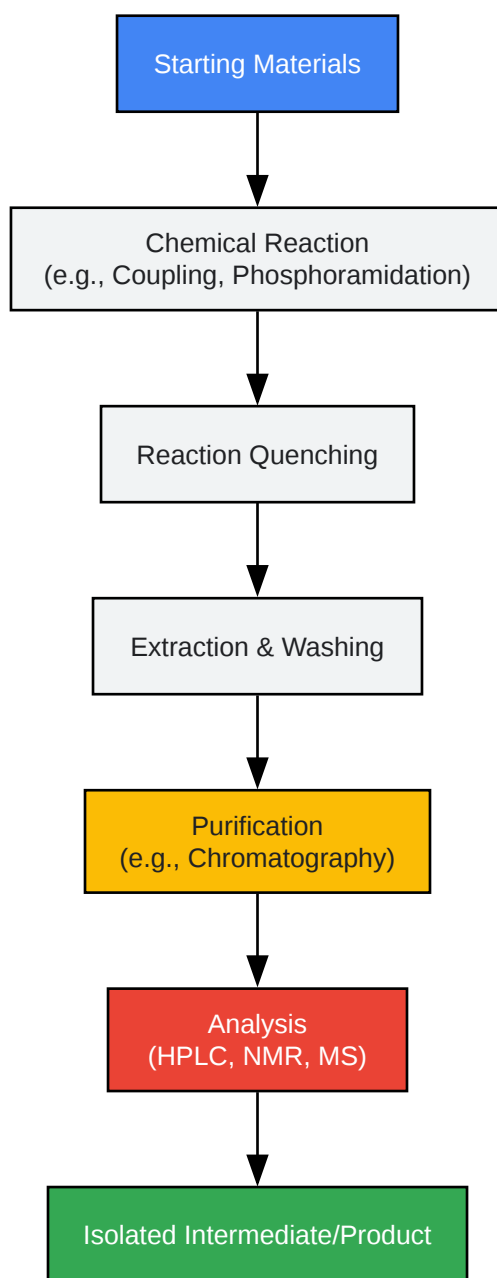 Starting Materials
Chemical Reaction
(e.g., Coupling, Phosphoramidation)
Reaction Quenching
Extraction & Washing
Purification
(e.g., Chromatography)
Analysis
(HPLC, NMR, MS)
Isolated Intermediate/Product